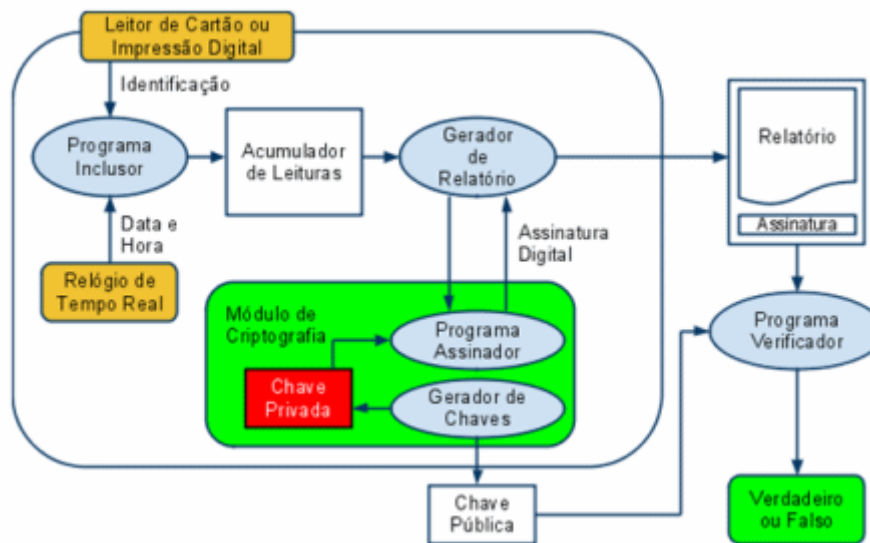 Leitor de Cartão ou
Impressão Digital
Identificação
Programa
Inclusor
Acumulador
de Leituras
Gerador
de
Relatório
Relatório
Assinatura
Data e
Hora
Assinatura
Digital
Relógio de
Tempo Real
Módulo de
Criptografia
Programa
Assinador
Programa
Verificador
Chave
Privada
Gerador de
Chaves
Chave
Pública
Verdadeiro
ou Falso